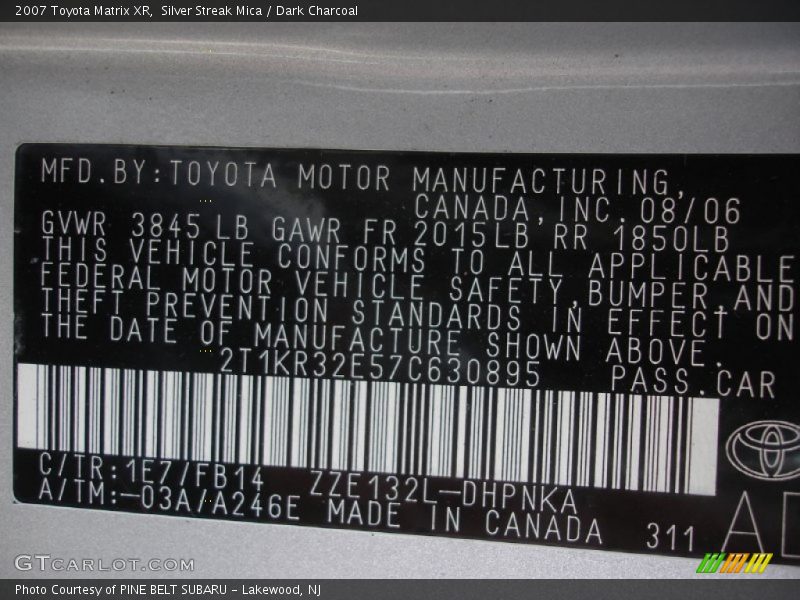 2007 Toyota Matrix XR, Silver Streak Mica / Dark Charcoal
MFD.BY:TOYOTA MOTOR MANUFACTURING,
CANADA,INC. 08/06
GVWR 3845 LB GAWR FR 2015LB RR 1850LB
THIS VEHICLE CONFORMS TO ALL APPLICABLE
FEDERAL MOTOR VEHICLE SAFETY,BUMPER,AND
THEFT PREVENTION STANDARDS IN EFFECT ON
THE DATE OF MANUFACTURE SHOWN ABOVE.
2T1KR32E57C630895 PASS.CAR
C/TR:1E7/FB14 ZZE132L-DHPNKA
A/TM:-03A/A246E MADE IN CANADA 311
A
GTCARLOT.COM
Photo Courtesy of PINE BELT SUBARU - Lakewood, NJ